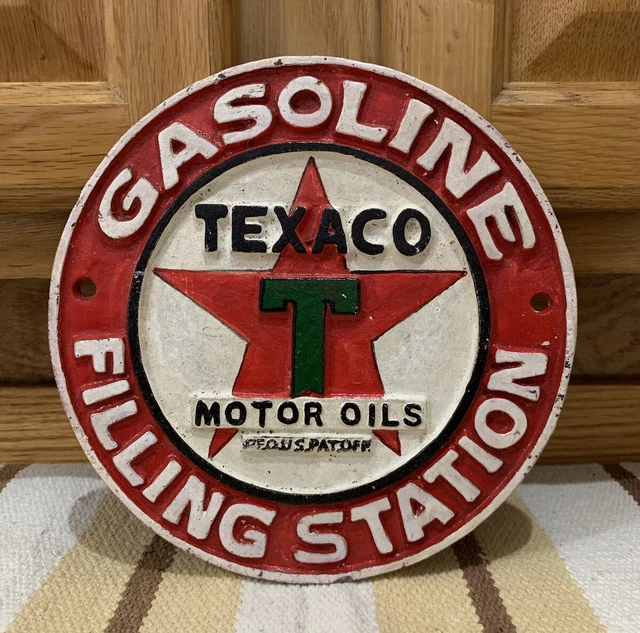 GASOLINE
TEXACO
T
MOTOR OILS
REG.U.S.PAT.OFF.
FILLING STATION